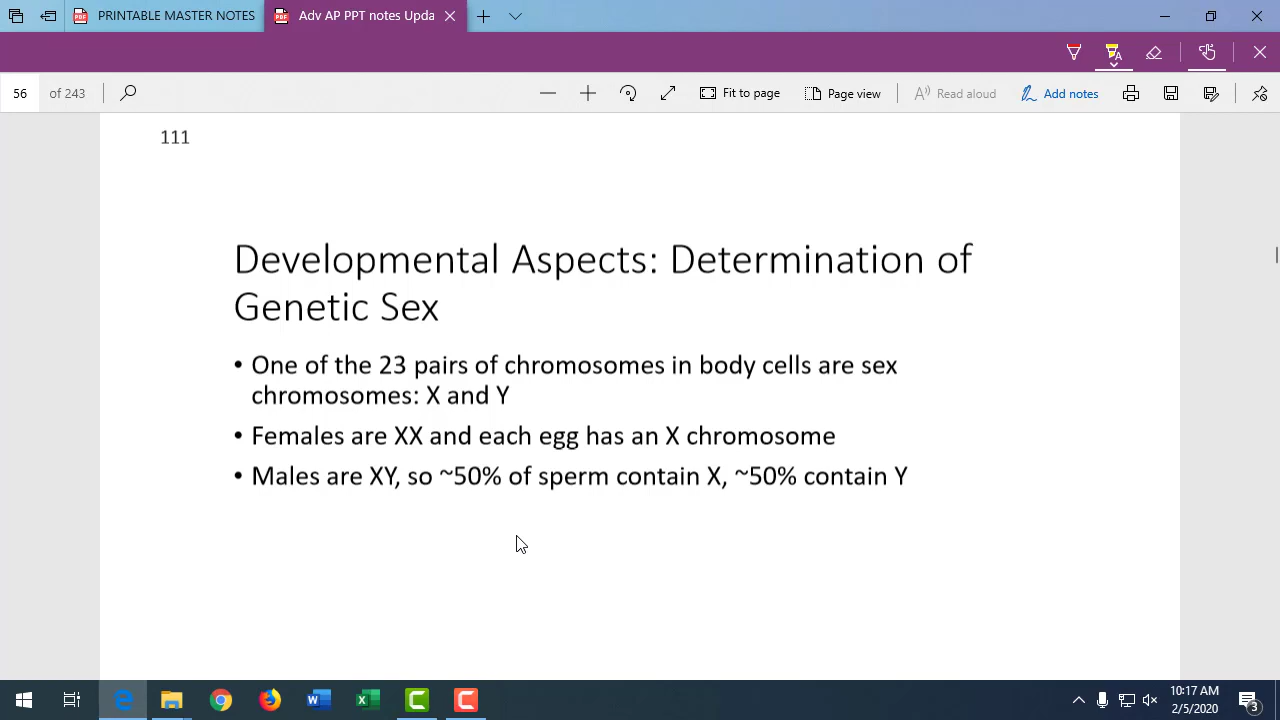 PRINTABLE MASTER NOTES
Adv AP PPT notes Upda
56 of 243
Fit to page
Page view
Read aloud
Add notes
111
Developmental Aspects: Determination of
Genetic Sex
• One of the 23 pairs of chromosomes in body cells are sex
chromosomes: X and Y
• Females are XX and each egg has an X chromosome
• Males are XY, so ~50% of sperm contain X, ~50% contain Y
10:17 AM
2/5/2020
3